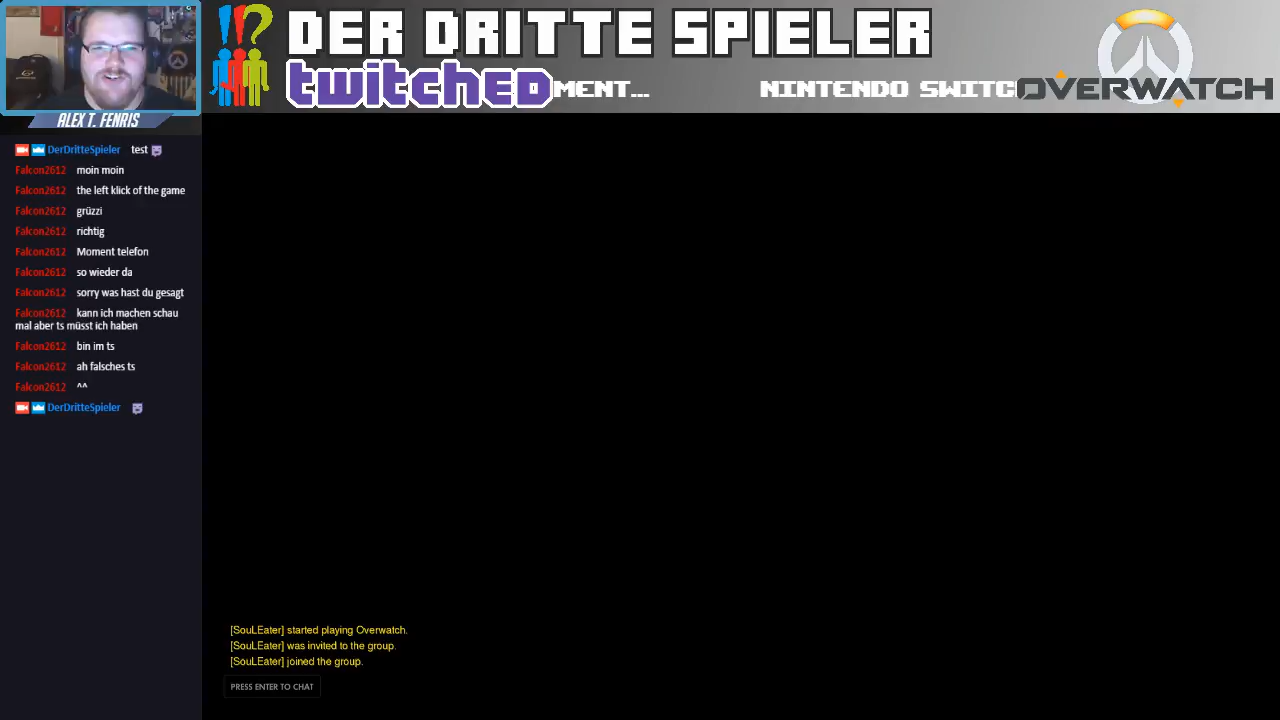 DER DRITTE SPIELER
twitched
MENT... NINTENDO SWITC
OVERWATCH
ALEX T. FENRIS
DerDritteSpieler test
Falcon2612 moin moin
Falcon2612 the left klick of the game
Falcon2612 grüzzi
Falcon2612 richtig
Falcon2612 Moment telefon
Falcon2612 so wieder da
Falcon2612 sorry was hast du gesagt
Falcon2612 kann ich machen schau
mal aber ts müsst ich haben
Falcon2612 bin im ts
Falcon2612 ah falsches ts
Falcon2612 ^^
DerDritteSpieler
[SouLEater] started playing Overwatch.
[SouLEater] was invited to the group.
[SouLEater] joined the group.
PRESS ENTER TO CHAT